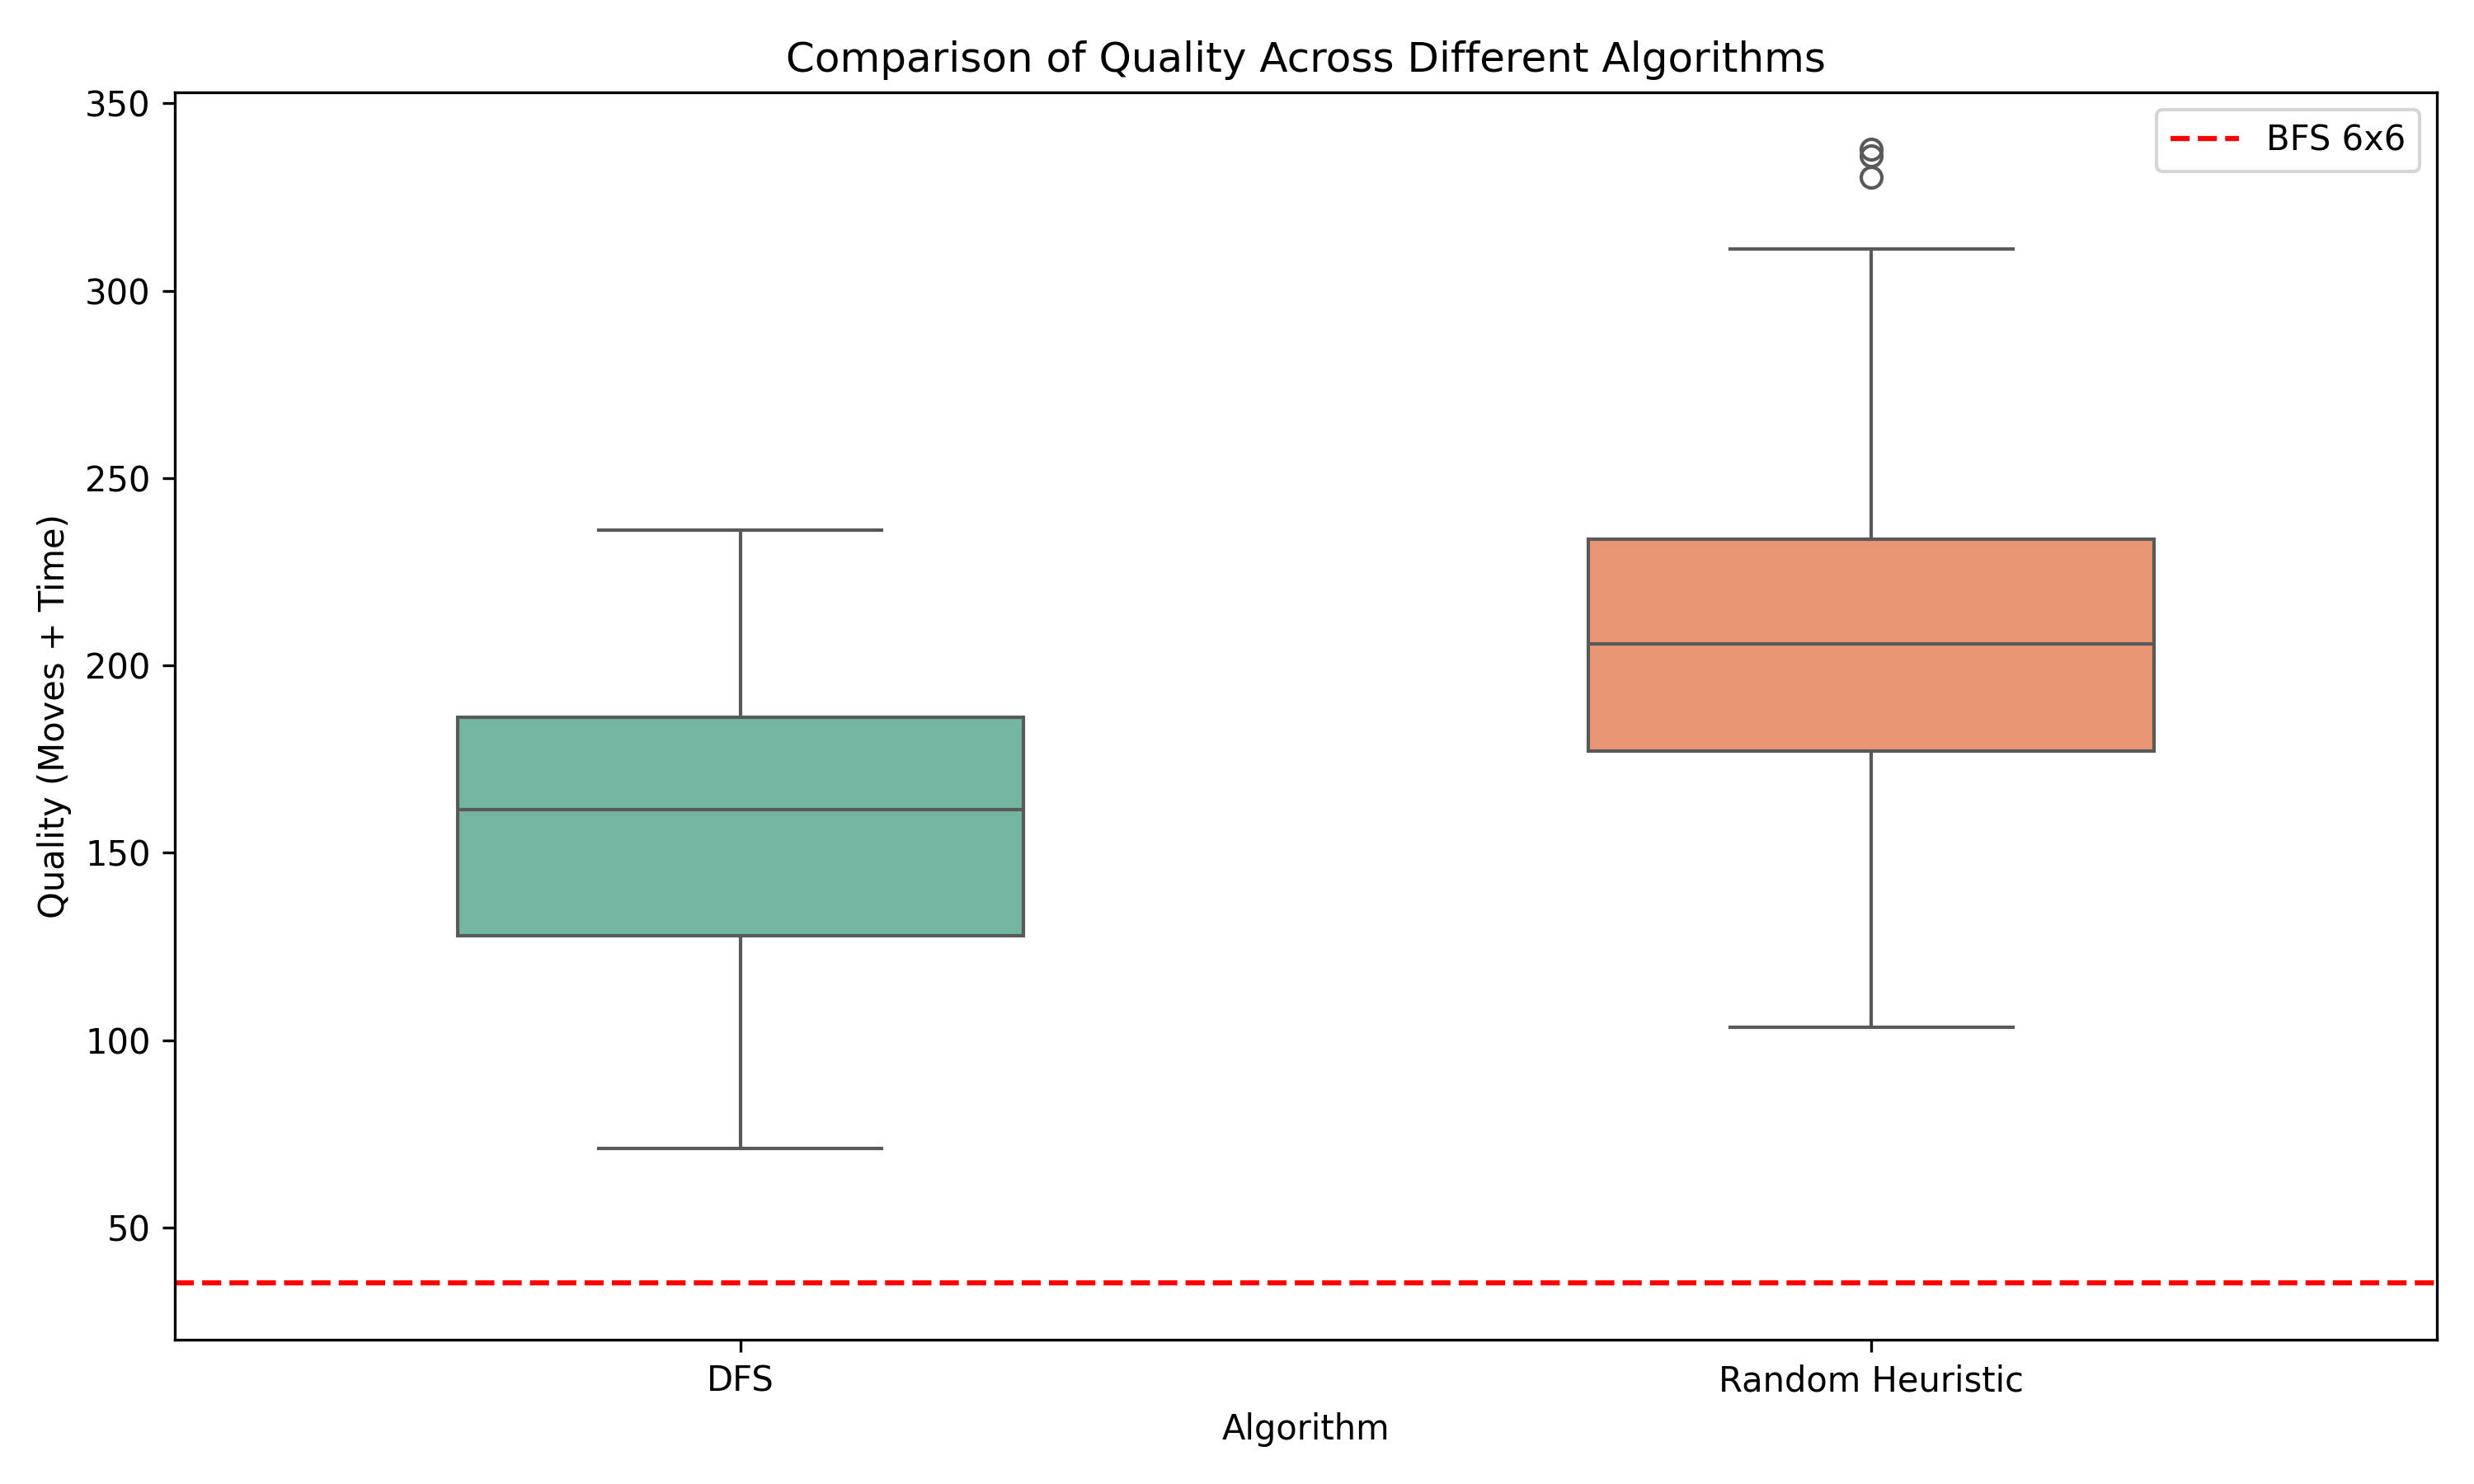 Comparison of Quality Across Different Algorithms
BFS 6x6
Quality (Moves + Time)
350
300
250
200
150
100
50
DFS
Random Heuristic
Algorithm